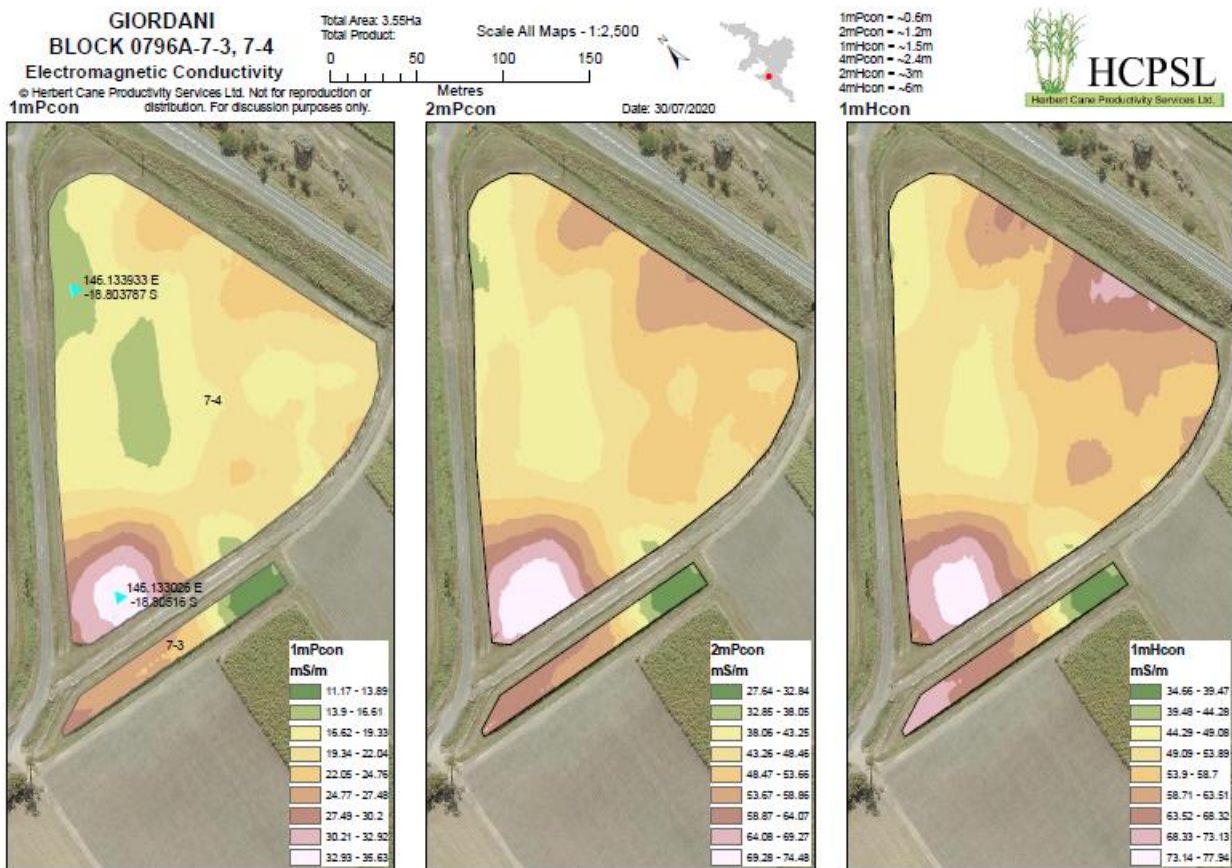 GIORDANI
BLOCK 0796A-7-3, 7-4
Electromagnetic Conductivity
© Herbert Cane Productivity Services Ltd. Not for reproduction or
distribution. For discussion purposes only.
Total Area: 3.55Ha
Total Product:
Scale All Maps - 1:2,500
0 50 100 150
Metres
Date: 30/07/2020
N
1mPcon = ~0.6m
2mPcon = ~1.2m
1mHcon = ~1.5m
4mPcon = ~2.4m
2mHcon = ~3m
4mHcon = ~6m
HCPSL
Herbert Cane Productivity Services Ltd.
1mPcon
146.133933 E
-18.803787 S
7-4
146.133026 E
-18.80516 S
7-3
1mPcon
mS/m
11.17 - 13.89
13.9 - 16.61
16.62 - 19.33
19.34 - 22.04
22.05 - 24.76
24.77 - 27.48
27.49 - 30.2
30.21 - 32.92
32.93 - 35.63
2mPcon
2mPcon
mS/m
27.64 - 32.84
32.85 - 38.05
38.06 - 43.25
43.26 - 48.46
48.47 - 53.66
53.67 - 58.86
58.87 - 64.07
64.08 - 69.27
69.28 - 74.48
1mHcon
1mHcon
mS/m
34.66 - 39.47
39.48 - 44.28
44.29 - 49.08
49.09 - 53.89
53.9 - 58.7
58.71 - 63.51
63.52 - 68.32
68.33 - 73.13
73.14 - 77.94